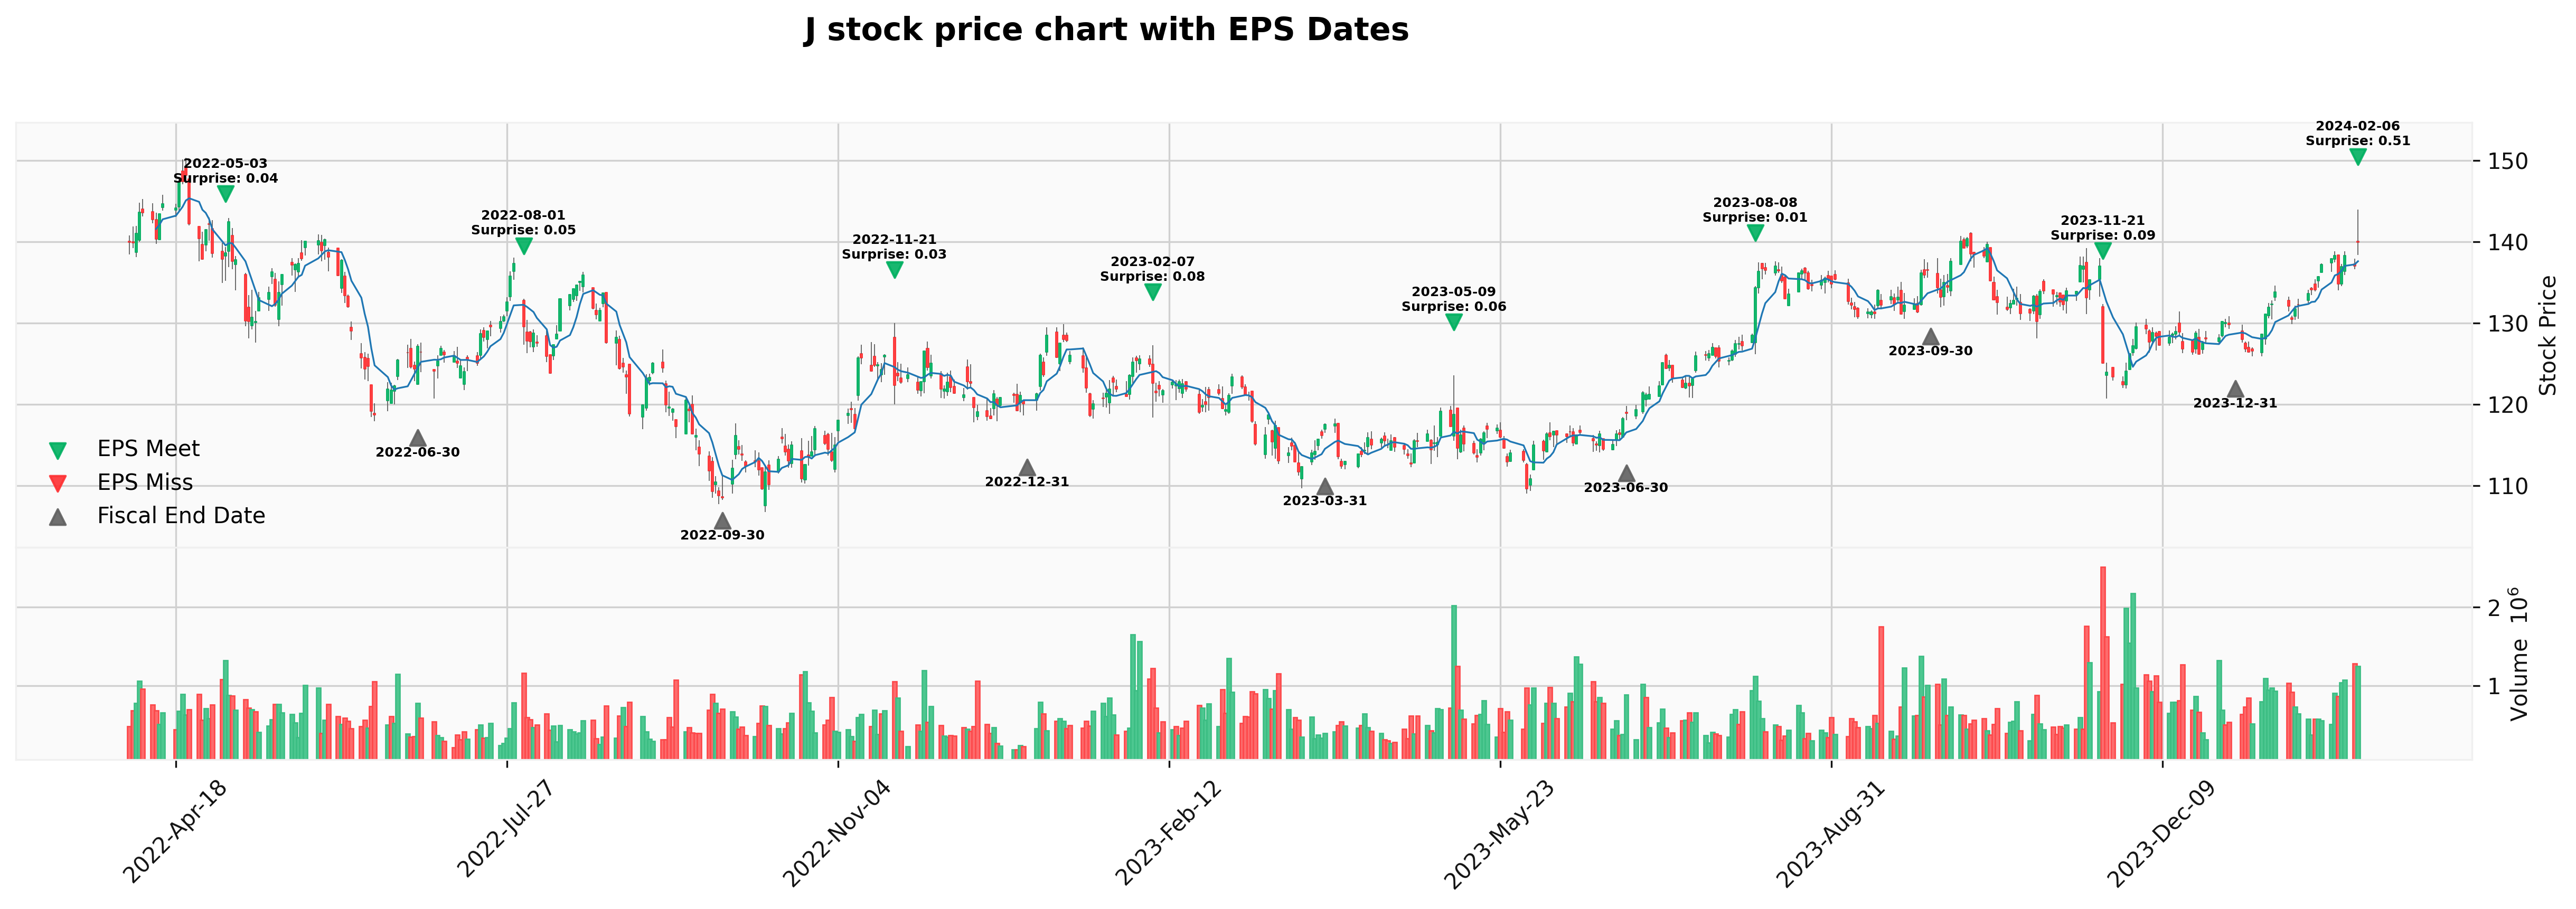 J stock price chart with EPS Dates
2024-02-06
Surprise: 0.51
2022-05-03
Surprise: 0.04
2023-08-08
Surprise: 0.01
2022-08-01
Surprise: 0.05
2023-11-21
Surprise: 0.09
2022-11-21
Surprise: 0.03
2023-02-07
Surprise: 0.08
2023-05-09
Surprise: 0.06
150
140
130
120
110
Stock Price
2023-09-30
2023-12-31
EPS Meet
EPS Miss
Fiscal End Date
2022-06-30
2022-12-31
2023-03-31
2023-06-30
2022-09-30
2
1
Volume 10⁶
2022-Apr-18
2022-Jul-27
2022-Nov-04
2023-Feb-12
2023-May-23
2023-Aug-31
2023-Dec-09